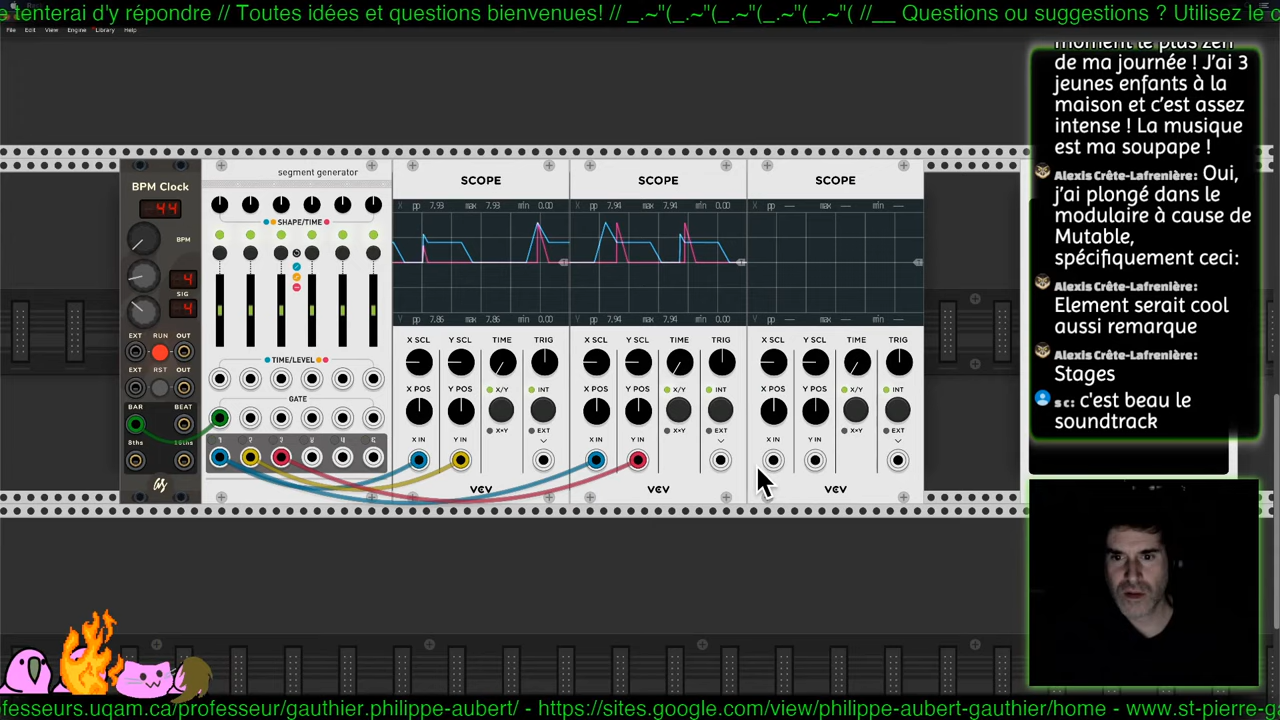 e tenterai d'y répondre // Toutes idées et questions bienvenues! // _.~"(_.~"(_.~"(_.~"(_.~"( //__ Questions ou suggestions ? Utilisez le c
File Edit View Engine Library Help
moment le plus zen
de ma journée ! J'ai 3
jeunes enfants à la
maison et c'est assez
intense ! La musique
est ma soupape !
Alexis Crête-Lafrenière: Oui,
j'ai plongé dans le
modulaire à cause de
Mutable,
spécifiquement ceci:
Alexis Crête-Lafrenière:
Element serait cool
aussi remarque
Alexis Crête-Lafrenière:
Stages
s c: c'est beau le
soundtrack
BPM Clock
44
BPM
4
SIG
4
EXT RUN OUT
EXT RST OUT
BAR BEAT
8ths
segment generator
SHAPE/TIME
TIME/LEVEL
GATE
1 2 3
SCOPE
X pp 7.93 max 7.93 min 0.00
Y pp 7.86 max 7.86 min 0.00
X SCL Y SCL TIME TRIG
X POS Y POS X/Y INT
X×Y EXT
X IN Y IN
VCV
SCOPE
X pp 7.94 max 7.94 min 0.00
Y pp 7.94 max 7.94 min 0.00
X SCL Y SCL TIME TRIG
X POS Y POS X/Y INT
X×Y EXT
X IN Y IN
VCV
SCOPE
X pp --- max --- min ---
Y pp --- max --- min ---
X SCL Y SCL TIME TRIG
X POS Y POS X/Y INT
X×Y EXT
X IN Y IN
VCV
ofesseurs.uqam.ca/professeur/gauthier.philippe-aubert/ - https://sites.google.com/view/philippe-aubert-gauthier/home - www.st-pierre-ga